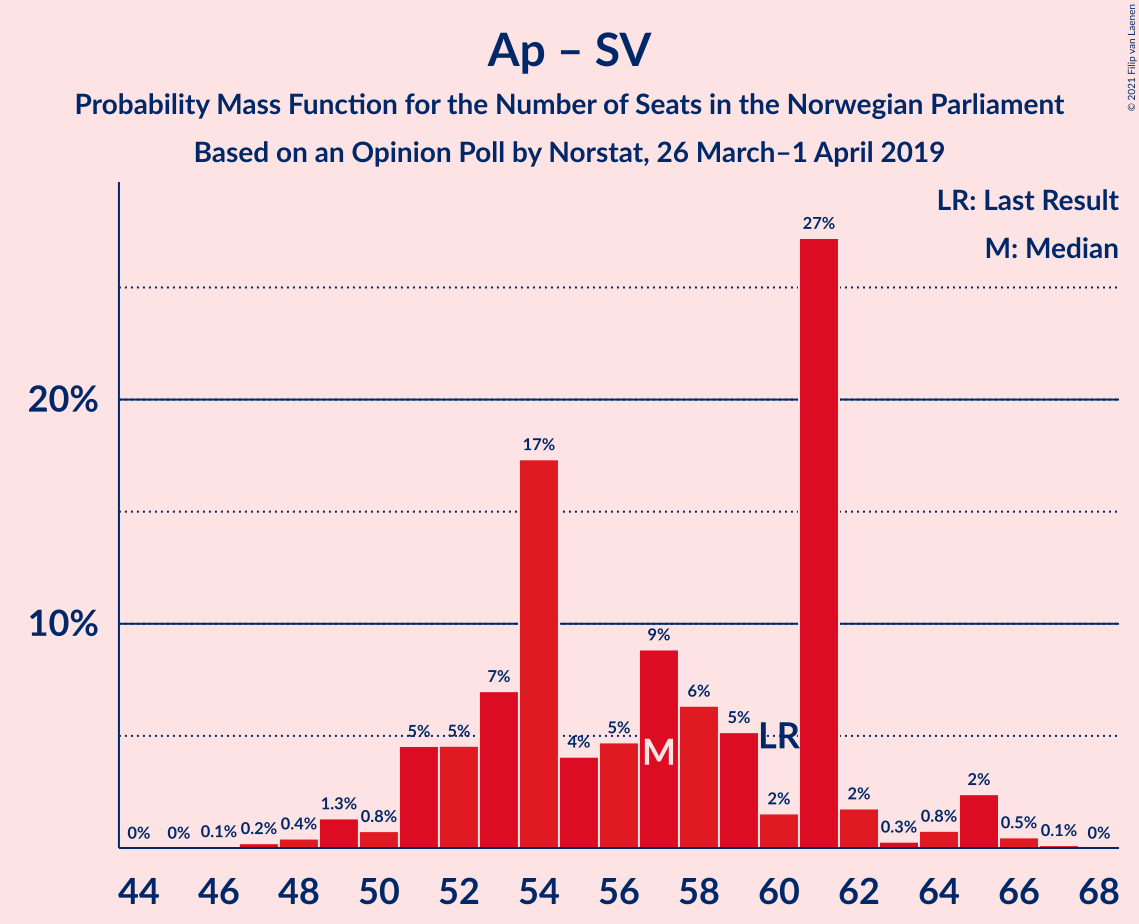 Ap – SV
Probability Mass Function for the Number of Seats in the Norwegian Parliament
Based on an Opinion Poll by Norstat, 26 March–1 April 2019
© 2021 Filip van Laenen
LR: Last Result
M: Median
20%
10%
0% 0% 0.1% 0.2% 0.4% 1.3% 0.8% 5% 5% 7% 17% 4% 5% 9% 6% 5% 2% 27% 2% 0.3% 0.8% 2% 0.5% 0.1% 0%
M
LR
44 46 48 50 52 54 56 58 60 62 64 66 68